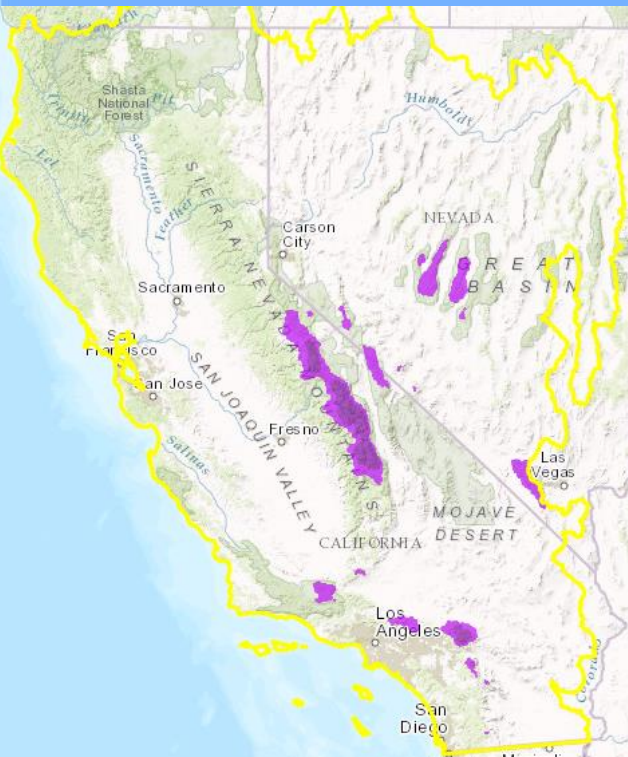 Shasta
National
Forest
Pit
Trinity
Eel
Sacramento
Feather
Humboldt
NEVADA
GREAT
BASIN
Carson
City
SIERRA NEVADA
MOUNTAINS
Sacramento
San
Francisco
San Jose
SAN JOAQUIN VALLEY
Fresno
Salinas
Las
Vegas
MOJAVE
DESERT
CALIFORNIA
Los
Angeles
Colorado
San
Diego